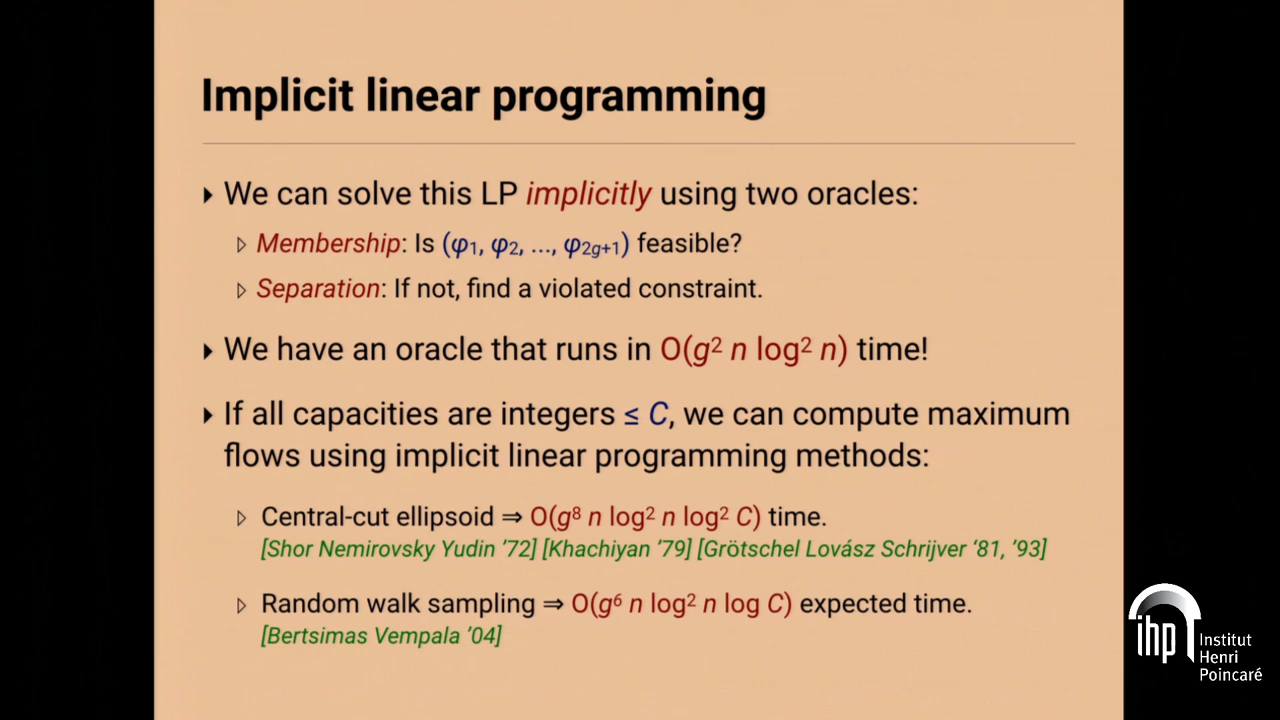 Implicit linear programming
We can solve this LP implicitly using two oracles:
Membership: Is (φ₁, φ₂, ..., φ₂g₊₁) feasible?
Separation: If not, find a violated constraint.
We have an oracle that runs in O(g² n log² n) time!
If all capacities are integers ≤ C, we can compute maximum
flows using implicit linear programming methods:
Central-cut ellipsoid ⇒ O(g⁸ n log² n log² C) time.
[Shor Nemirovsky Yudin ’72] [Khachiyan ’79] [Grötschel Lovász Schrijver ‘81, ’93]
Random walk sampling ⇒ O(g⁶ n log² n log C) expected time.
[Bertsimas Vempala ’04]
ihp
Institut
Henri
Poincaré